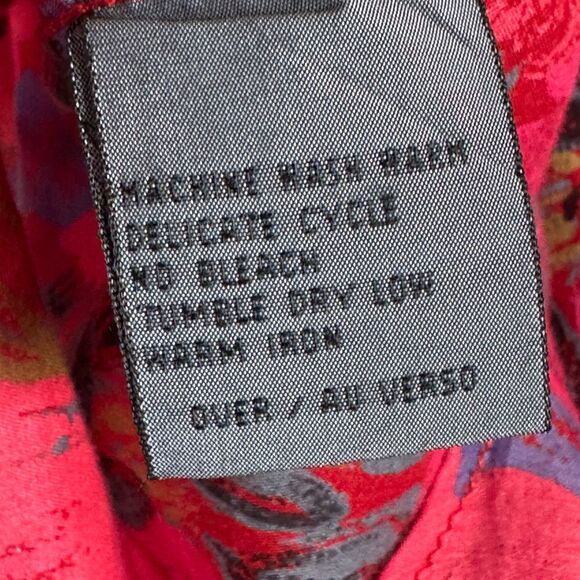 MACHINE WASH WARM
DELICATE CYCLE
NO BLEACH
TUMBLE DRY LOW
WARM IRON
OVER / AU VERSO